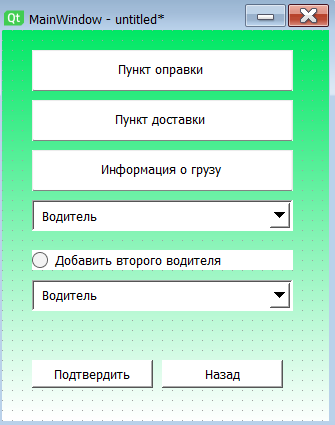 Qt MainWindow - untitled*
Пункт оправки
Пункт доставки
Информация о грузу
Водитель
Добавить второго водителя
Водитель
Подтвердить Назад